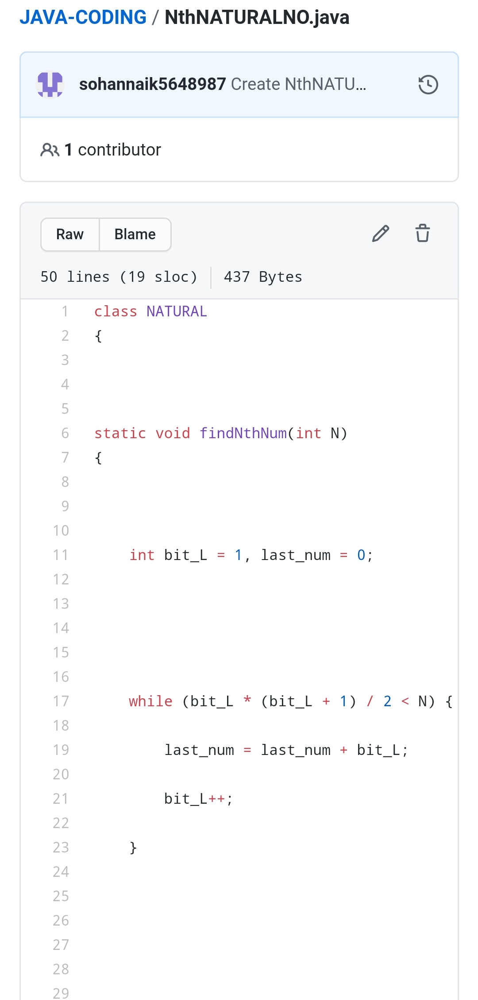 JAVA-CODING / NthNATURALNO.java
sohannaik5648987 Create NthNATU...
1 contributor
Raw Blame
50 lines (19 sloc) 437 Bytes
1 class NATURAL
2 {
3
4
5
6 static void findNthNum(int N)
7 {
8
9
10
11 int bit_L = 1, last_num = 0;
12
13
14
15
16
17 while (bit_L * (bit_L + 1) / 2 < N) {
18
19 last_num = last_num + bit_L;
20
21 bit_L++;
22
23 }
24
25
26
27
28
29